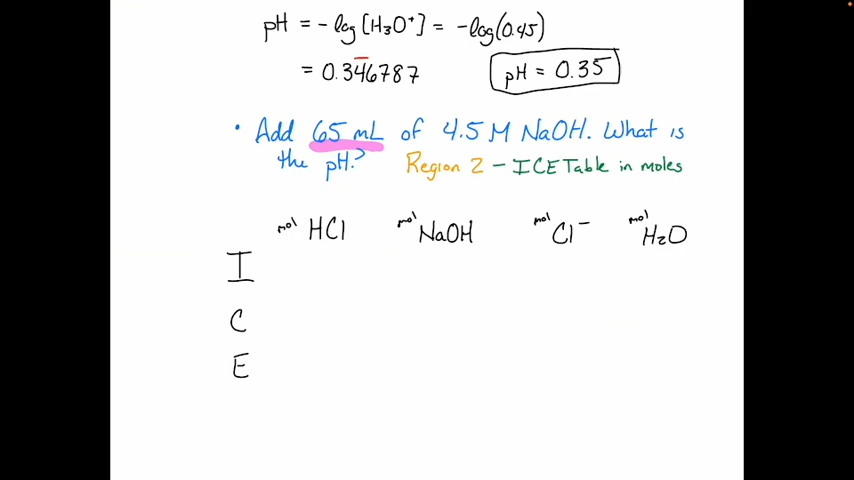 pH = -log[H₃O⁺] = -log(0.45)
= 0.346787 pH = 0.35
• Add 65 mL of 4.5 M NaOH. What is
the pH? Region 2 - ICE Table in moles
mol HCl mol NaOH mol Cl⁻ mol H₂O
I
C
E